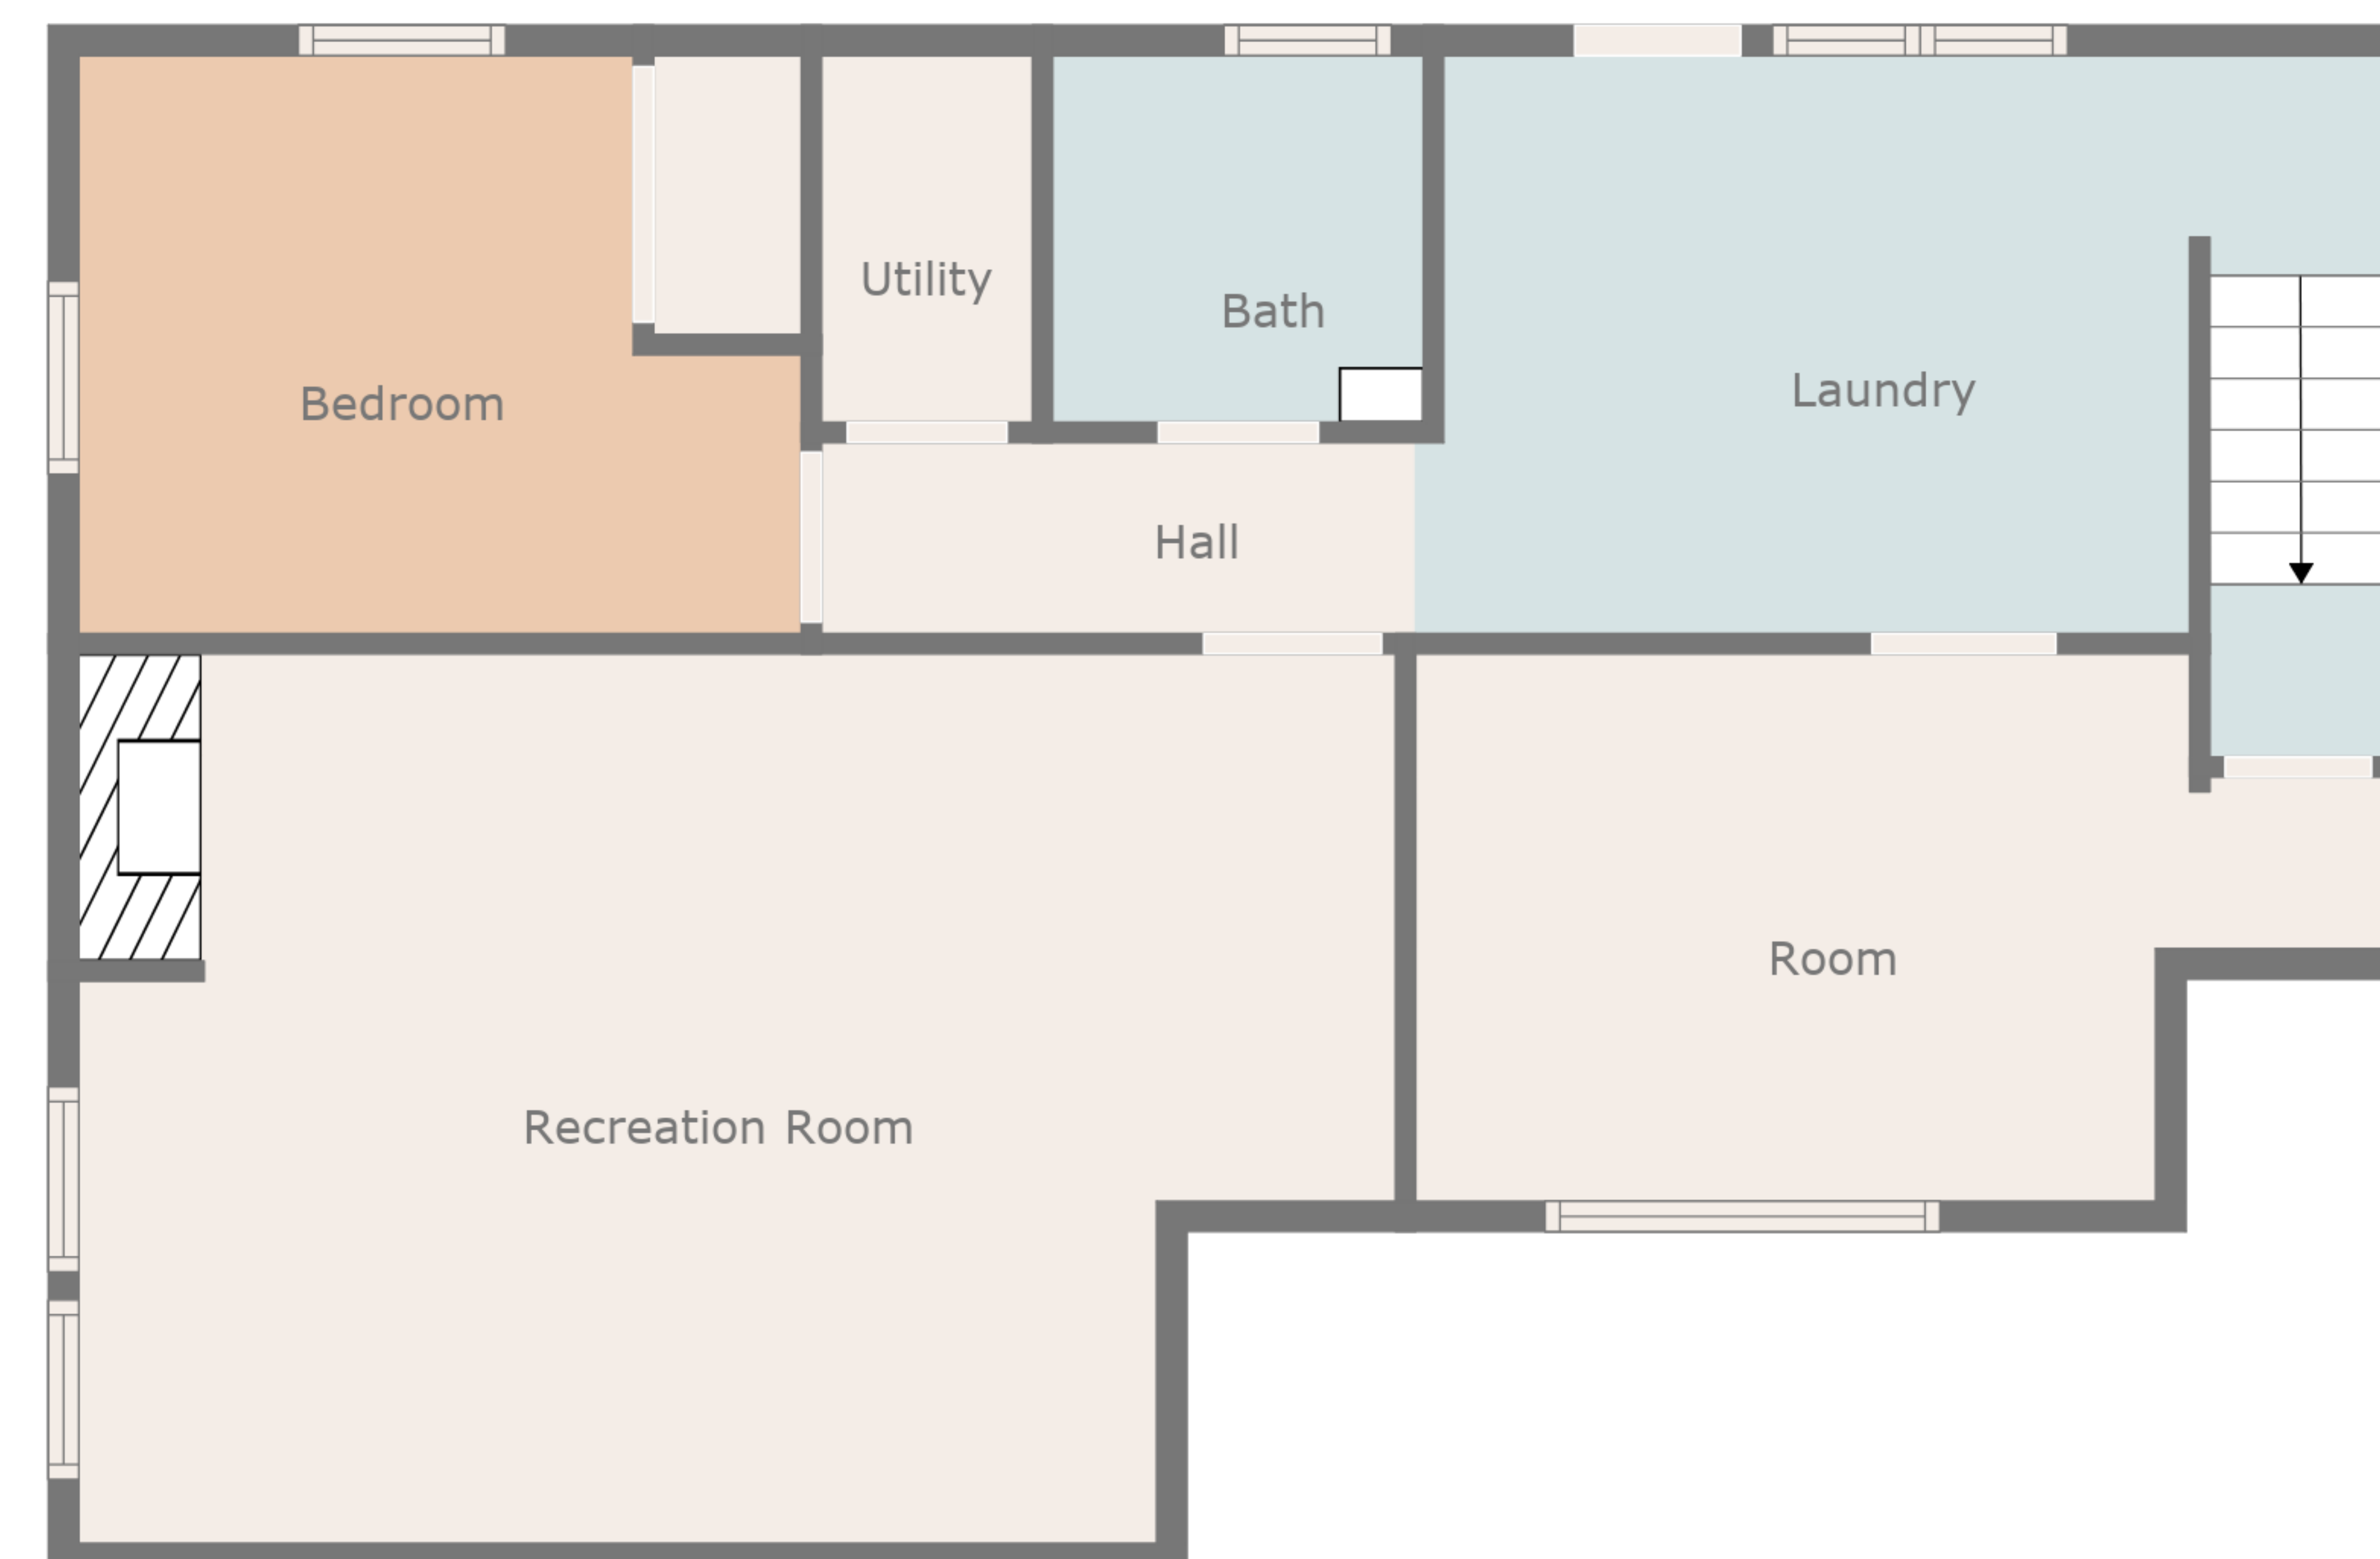 Utility
Bath
Bedroom
Laundry
Hall
Room
Recreation Room